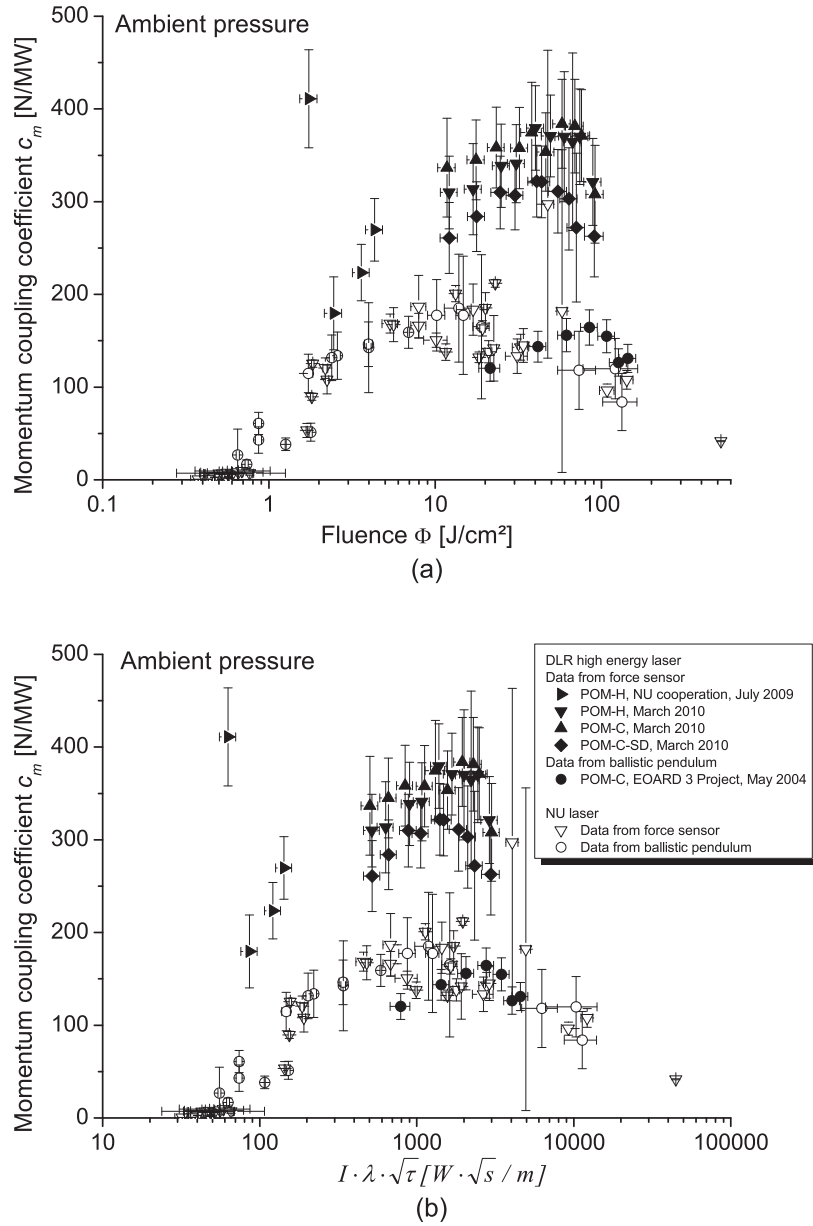 Ambient pressure
500
400
300
200
100
0
Momentum coupling coefficient c_m [N/MW]
0.1
1
10
100
Fluence Φ [J/cm²]
(a)
Ambient pressure
500
400
300
200
100
0
Momentum coupling coefficient c_m [N/MW]
DLR high energy laser
Data from force sensor
POM-H, NU cooperation, July 2009
POM-H, March 2010
POM-C, March 2010
POM-C-SD, March 2010
Data from ballistic pendulum
POM-C, EOARD 3 Project, May 2004
NU laser
Data from force sensor
Data from ballistic pendulum
10
100
1000
10000
100000
I · λ · √τ [W · √s / m]
(b)